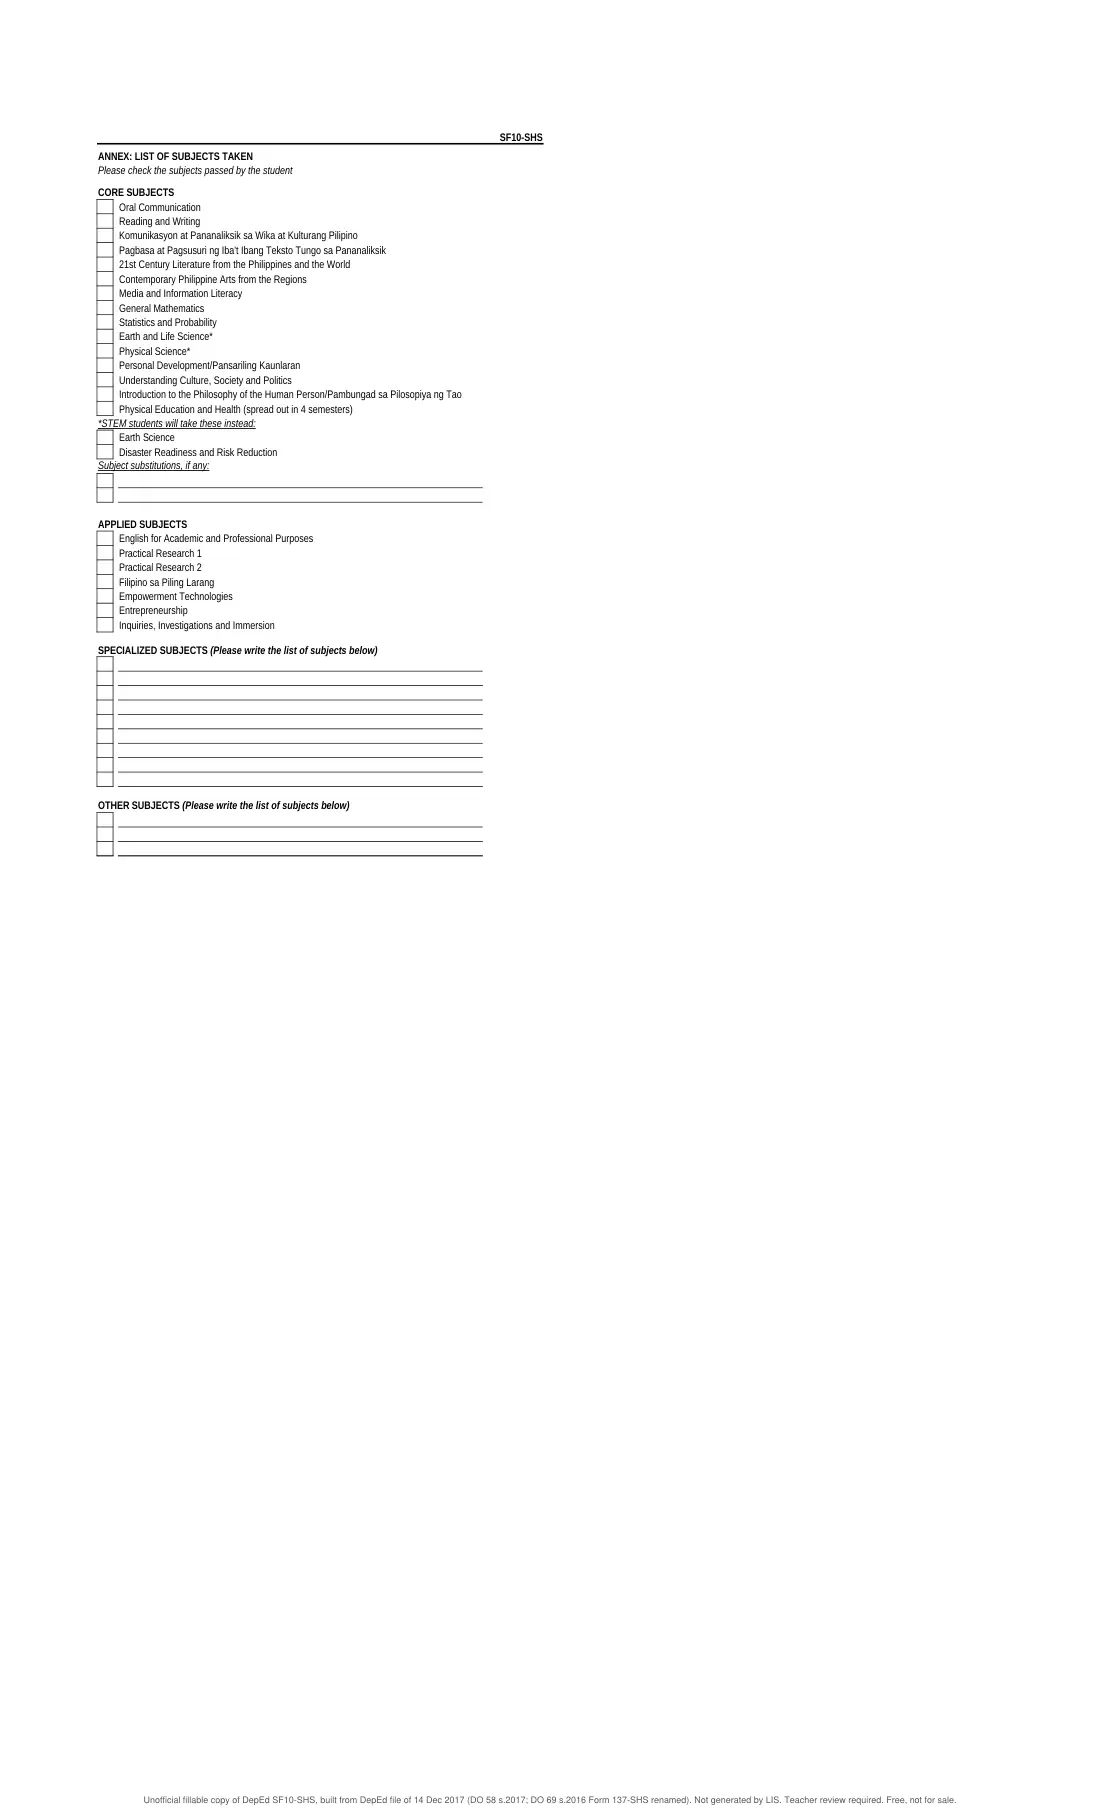 SF10-SHS
ANNEX: LIST OF SUBJECTS TAKEN
Please check the subjects passed by the student
CORE SUBJECTS
Oral Communication
Reading and Writing
Komunikasyon at Pananaliksik sa Wika at Kulturang Pilipino
Pagbasa at Pagsusuri ng Iba't Ibang Teksto Tungo sa Pananaliksik
21st Century Literature from the Philippines and the World
Contemporary Philippine Arts from the Regions
Media and Information Literacy
General Mathematics
Statistics and Probability
Earth and Life Science*
Physical Science*
Personal Development/Pansariling Kaunlaran
Understanding Culture, Society and Politics
Introduction to the Philosophy of the Human Person/Pambungad sa Pilosopiya ng Tao
Physical Education and Health (spread out in 4 semesters)
*STEM students will take these instead:
Earth Science
Disaster Readiness and Risk Reduction
Subject substitutions, if any:
APPLIED SUBJECTS
English for Academic and Professional Purposes
Practical Research 1
Practical Research 2
Filipino sa Piling Larang
Empowerment Technologies
Entrepreneurship
Inquiries, Investigations and Immersion
SPECIALIZED SUBJECTS (Please write the list of subjects below)
OTHER SUBJECTS (Please write the list of subjects below)
Unofficial fillable copy of DepEd SF10-SHS, built from DepEd file of 14 Dec 2017 (DO 58 s.2017; DO 69 s.2016 Form 137-SHS renamed). Not generated by LIS. Teacher review required. Free, not for sale.